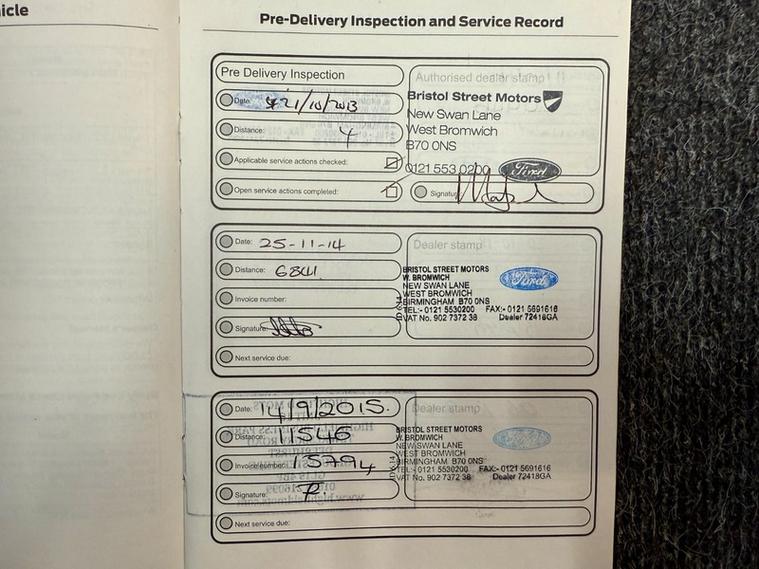 icle
Pre-Delivery Inspection and Service Record
Pre Delivery Inspection
Authorised dealer stamp
Date: 21/10/2013
Distance: 4
Applicable service actions checked:
Open service actions completed:
Bristol Street Motors
New Swan Lane
West Bromwich
B70 0NS
0121 553 0200
Ford
Signature
Date: 25-11-14
Distance: 6841
Invoice number:
Signature:
Next service due:
Dealer stamp
Ford
BRISTOL STREET MOTORS
W. BROMWICH
NEW SWAN LANE
WEST BROMWICH
BIRMINGHAM B70 0NS
TEL:- 0121 5530200 FAX:- 0121 5691616
VAT No. 902 7372 38 Dealer 72418GA
Date: 14/9/2015.
Distance: 11546
Invoice number: 135794
Signature:
Next service due:
Dealer stamp
BRISTOL STREET MOTORS
W. BROMWICH
NEW SWAN LANE
WEST BROMWICH
BIRMINGHAM B70 0NS
TEL:- 0121 5530200 FAX:- 0121 5691616
VAT No. 902 7372 38 Dealer 72418GA